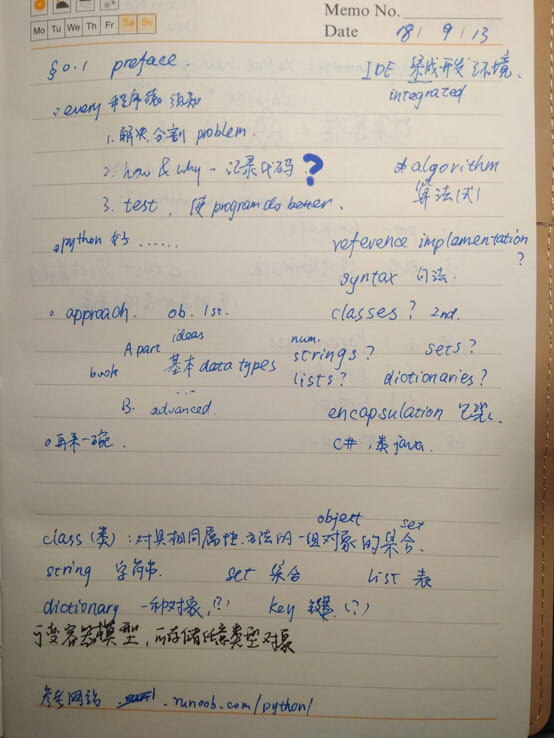 Memo No.
Mo Tu We Th Fr Sa Su
Date 18 / 9 / 13
§0.1 preface
IDE 集成开发环境.
integrated
every 程序须知
1. 解决分割 problem.
2. how & why - 记录代码 ?
* algorithm
算法(式)
3. test, 使 program do better.
python 好 ......
reference implamentation ?
syntax 句法.
approach. ob. 1st.
classes? 2nd.
A part ideas
book 基本 data types
num.
strings? sets?
...
lists? dictionaries?
B. advanced.
encapsulation 包装.
再来一碗.
c#, 类 java.
object set
class (类): 对具相同属性.方法的一组对象的集合.
string 字符串. set 集合 list 表
dictionary 一种对象,(?) key 键(?)
可变容器模型, 可存储任意类型对象
参考网站 .runoob.com/python/